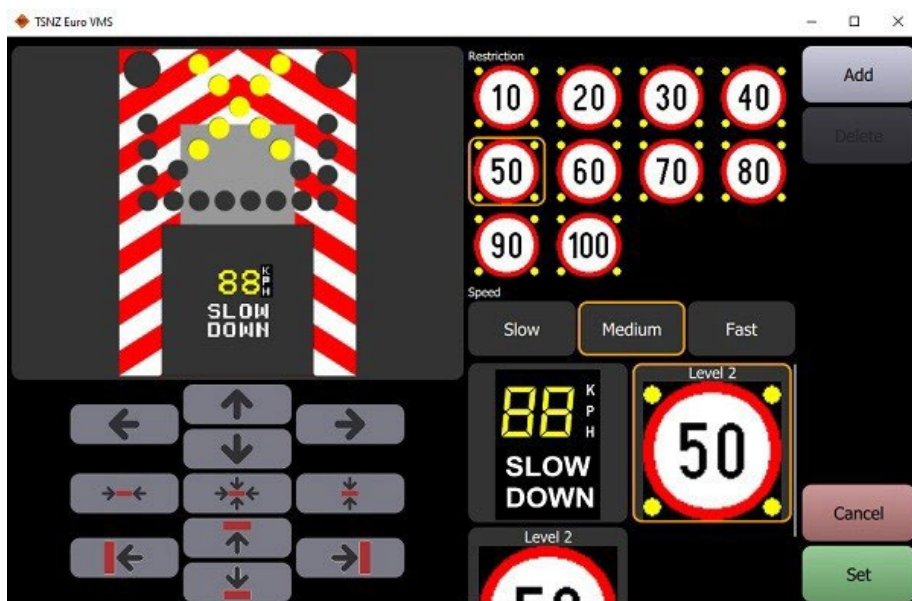 TSNZ Euro VMS
Restriction
10 20 30 40
50 60 70 80
90 100
Add
Delete
88 KPH
SLOW
DOWN
Speed
Slow Medium Fast
88 KPH
SLOW
DOWN
Level 2
50
Level 2
50
Cancel
Set